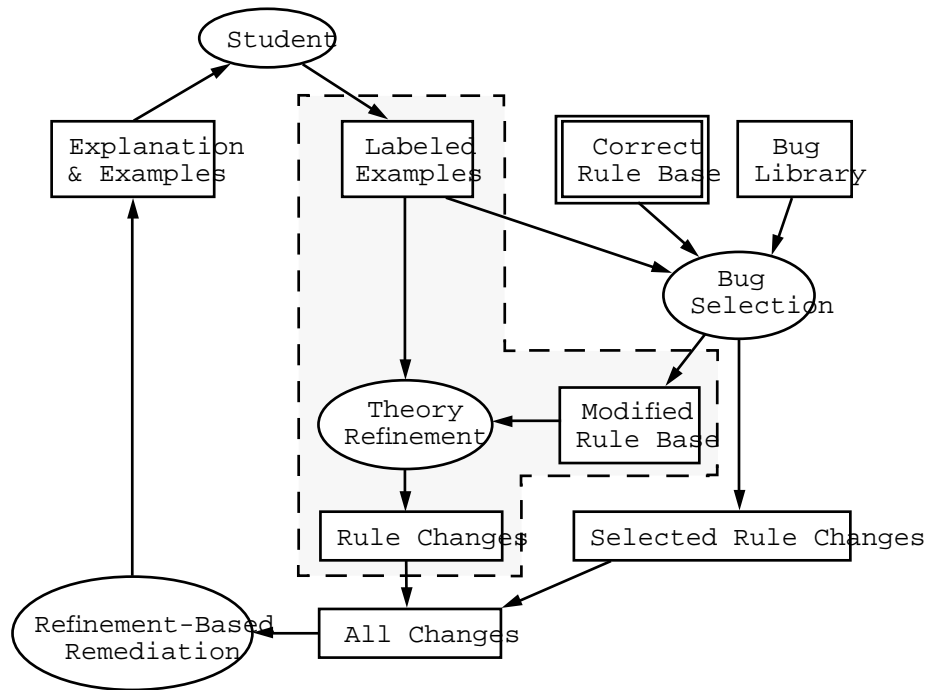 Student
Explanation
& Examples
Labeled
Examples
Correct
Rule Base
Bug
Library
Bug
Selection
Theory
Refinement
Modified
Rule Base
Rule Changes
Selected Rule Changes
Refinement-Based
Remediation
All Changes